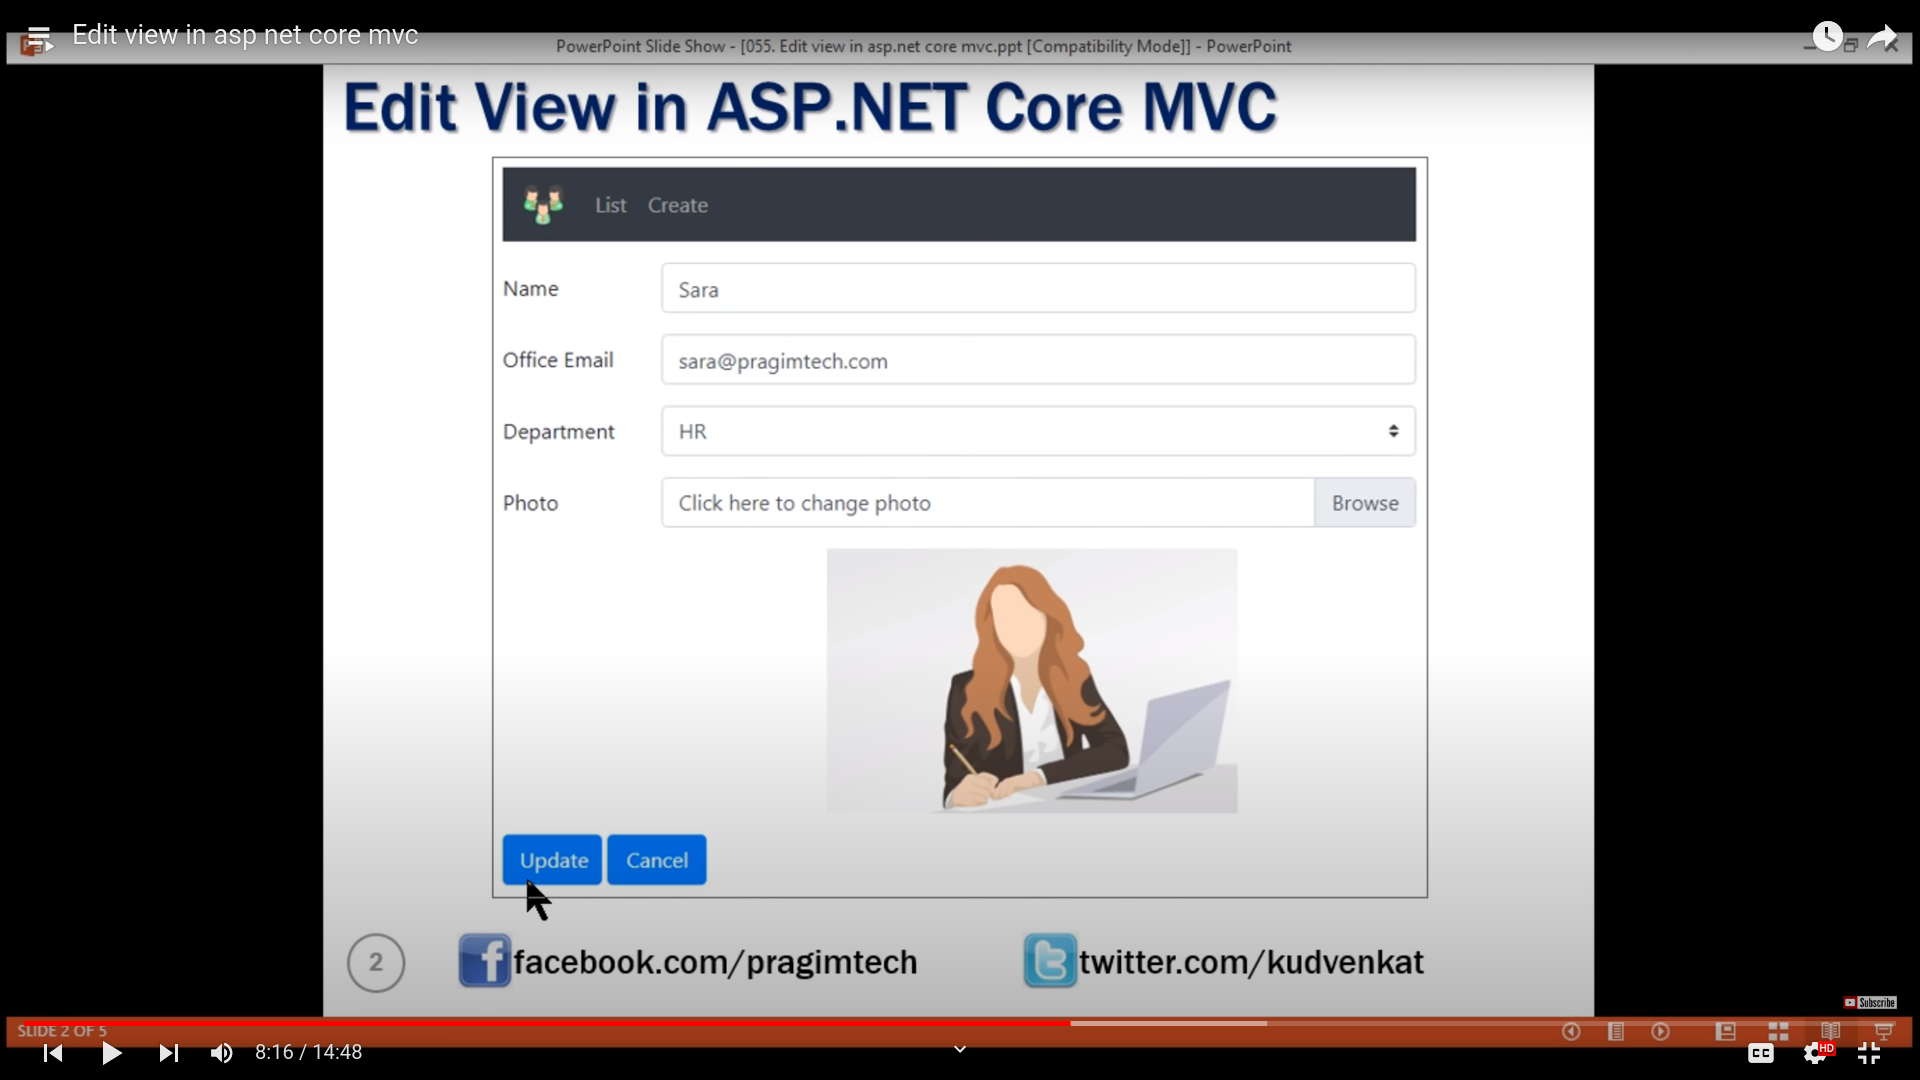 Edit view in asp net core mvc
PowerPoint Slide Show - [055. Edit view in asp.net core mvc.ppt [Compatibility Mode]] - PowerPoint
Edit View in ASP.NET Core MVC
List Create
Name Sara
Office Email sara@pragimtech.com
Department HR
Photo Click here to change photo Browse
Update Cancel
2 facebook.com/pragimtech twitter.com/kudvenkat
Subscribe
SLIDE 2 OF 5
8:16 / 14:48 CC HD